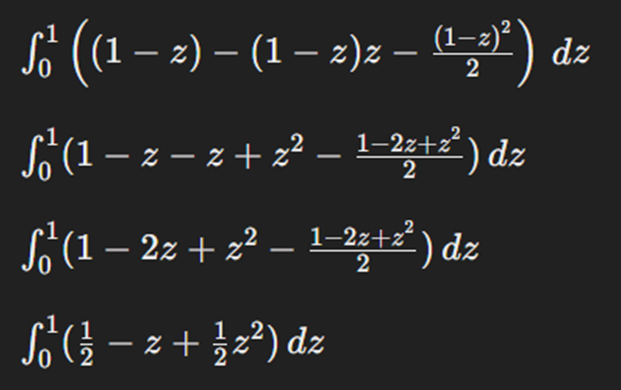 ∫₀¹ ((1 − z) − (1 − z)z − (1−z)²/2) dz
∫₀¹ (1 − z − z + z² − (1−2z+z²)/2) dz
∫₀¹ (1 − 2z + z² − (1−2z+z²)/2) dz
∫₀¹ (1/2 − z + 1/2 z²) dz